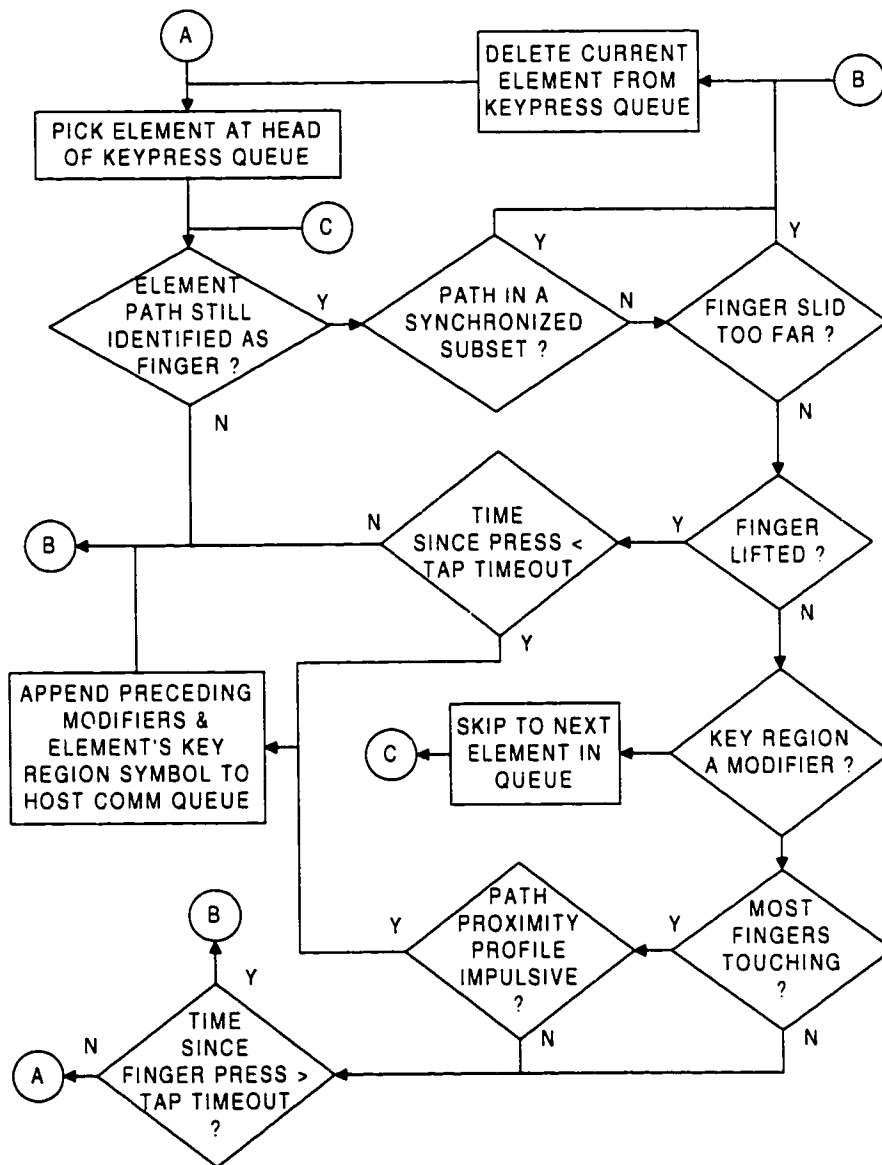 A
DELETE CURRENT
ELEMENT FROM
KEYPRESS QUEUE
B
PICK ELEMENT AT HEAD
OF KEYPRESS QUEUE
C
ELEMENT
PATH STILL
IDENTIFIED AS
FINGER ?
Y
N
PATH IN A
SYNCHRONIZED
SUBSET ?
Y
N
FINGER SLID
TOO FAR ?
Y
N
B
N
TIME
SINCE PRESS <
TAP TIMEOUT
Y
Y
FINGER
LIFTED ?
N
APPEND PRECEDING
MODIFIERS &
ELEMENT'S KEY
REGION SYMBOL TO
HOST COMM QUEUE
C
SKIP TO NEXT
ELEMENT IN
QUEUE
KEY REGION
A MODIFIER ?
B
Y
Y
PATH
PROXIMITY
PROFILE
IMPULSIVE
?
N
Y
MOST
FINGERS
TOUCHING
?
N
A
N
TIME
SINCE
FINGER PRESS >
TAP TIMEOUT
?